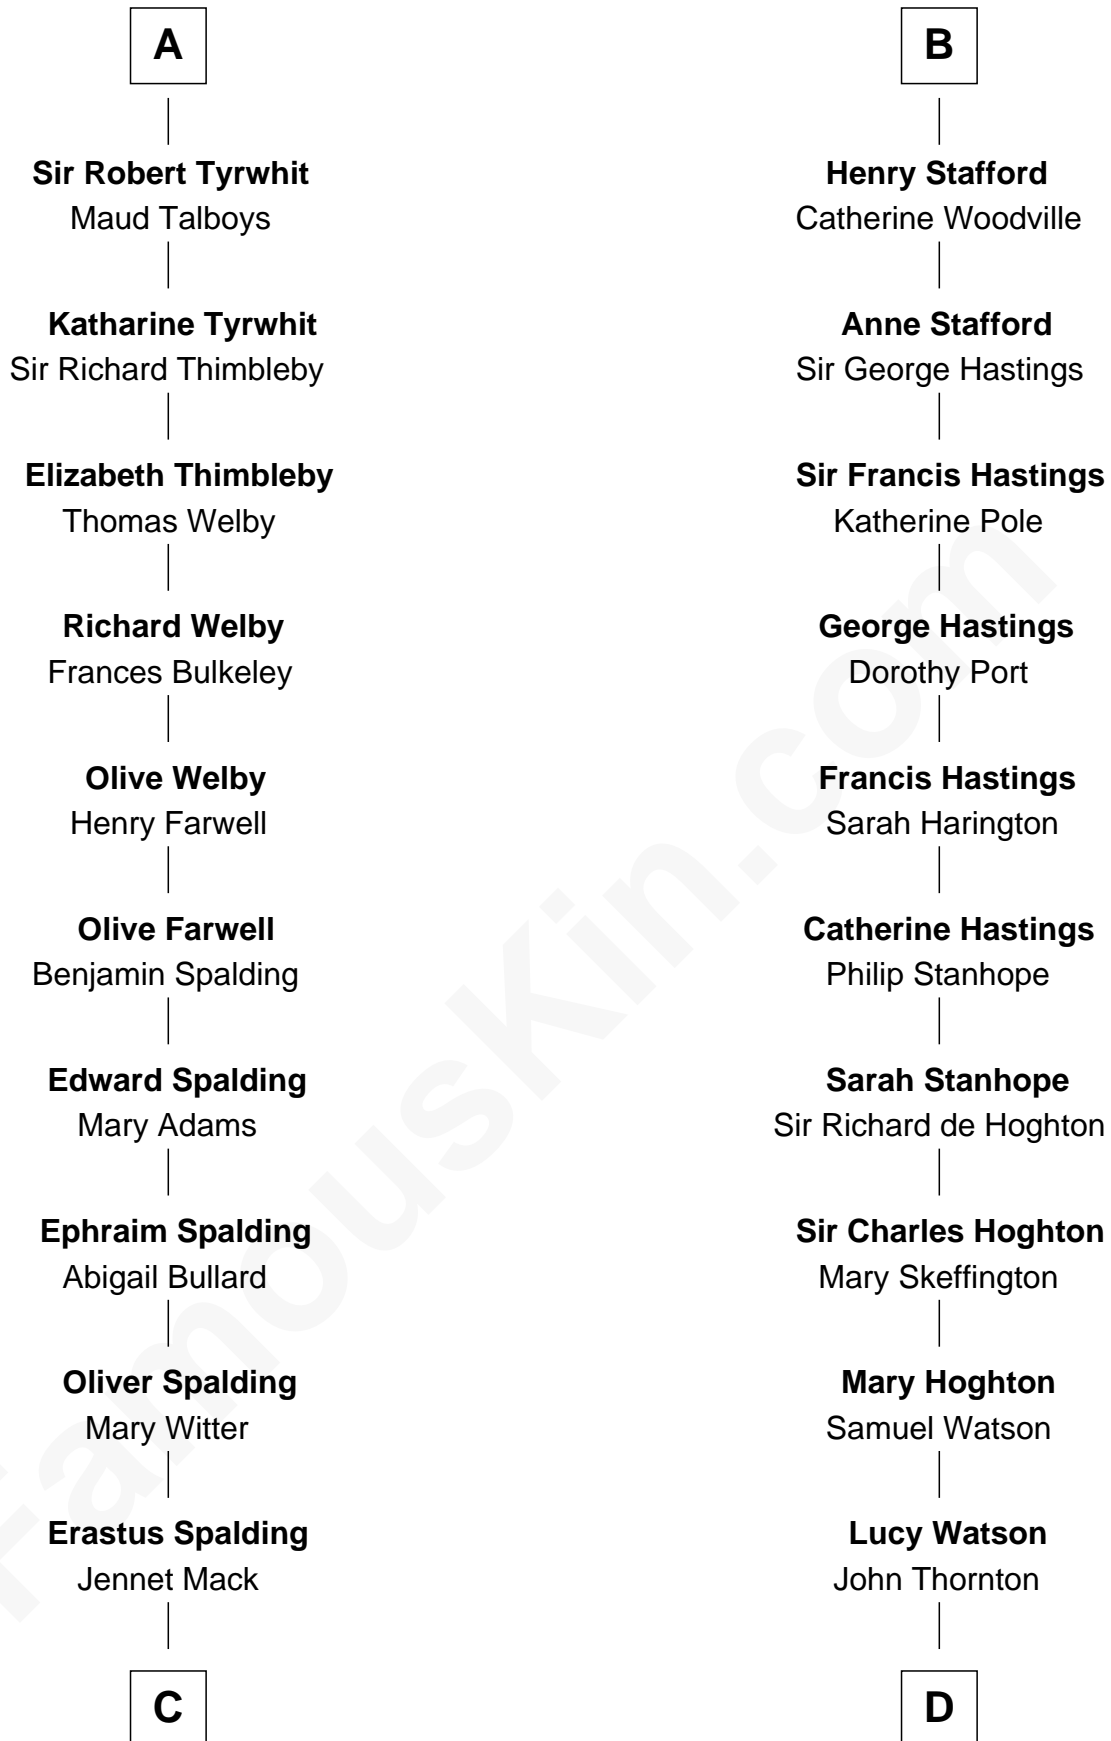 A
Sir Robert Tyrwhit
Maud Talboys
Katharine Tyrwhit
Sir Richard Thimbleby
Elizabeth Thimbleby
Thomas Welby
Richard Welby
Frances Bulkeley
Olive Welby
Henry Farwell
Olive Farwell
Benjamin Spalding
Edward Spalding
Mary Adams
Ephraim Spalding
Abigail Bullard
Oliver Spalding
Mary Witter
Erastus Spalding
Jennet Mack
C
B
Henry Stafford
Catherine Woodville
Anne Stafford
Sir George Hastings
Sir Francis Hastings
Katherine Pole
George Hastings
Dorothy Port
Francis Hastings
Sarah Harington
Catherine Hastings
Philip Stanhope
Sarah Stanhope
Sir Richard de Hoghton
Sir Charles Hoghton
Mary Skeffington
Mary Hoghton
Samuel Watson
Lucy Watson
John Thornton
D
FamousKin.com